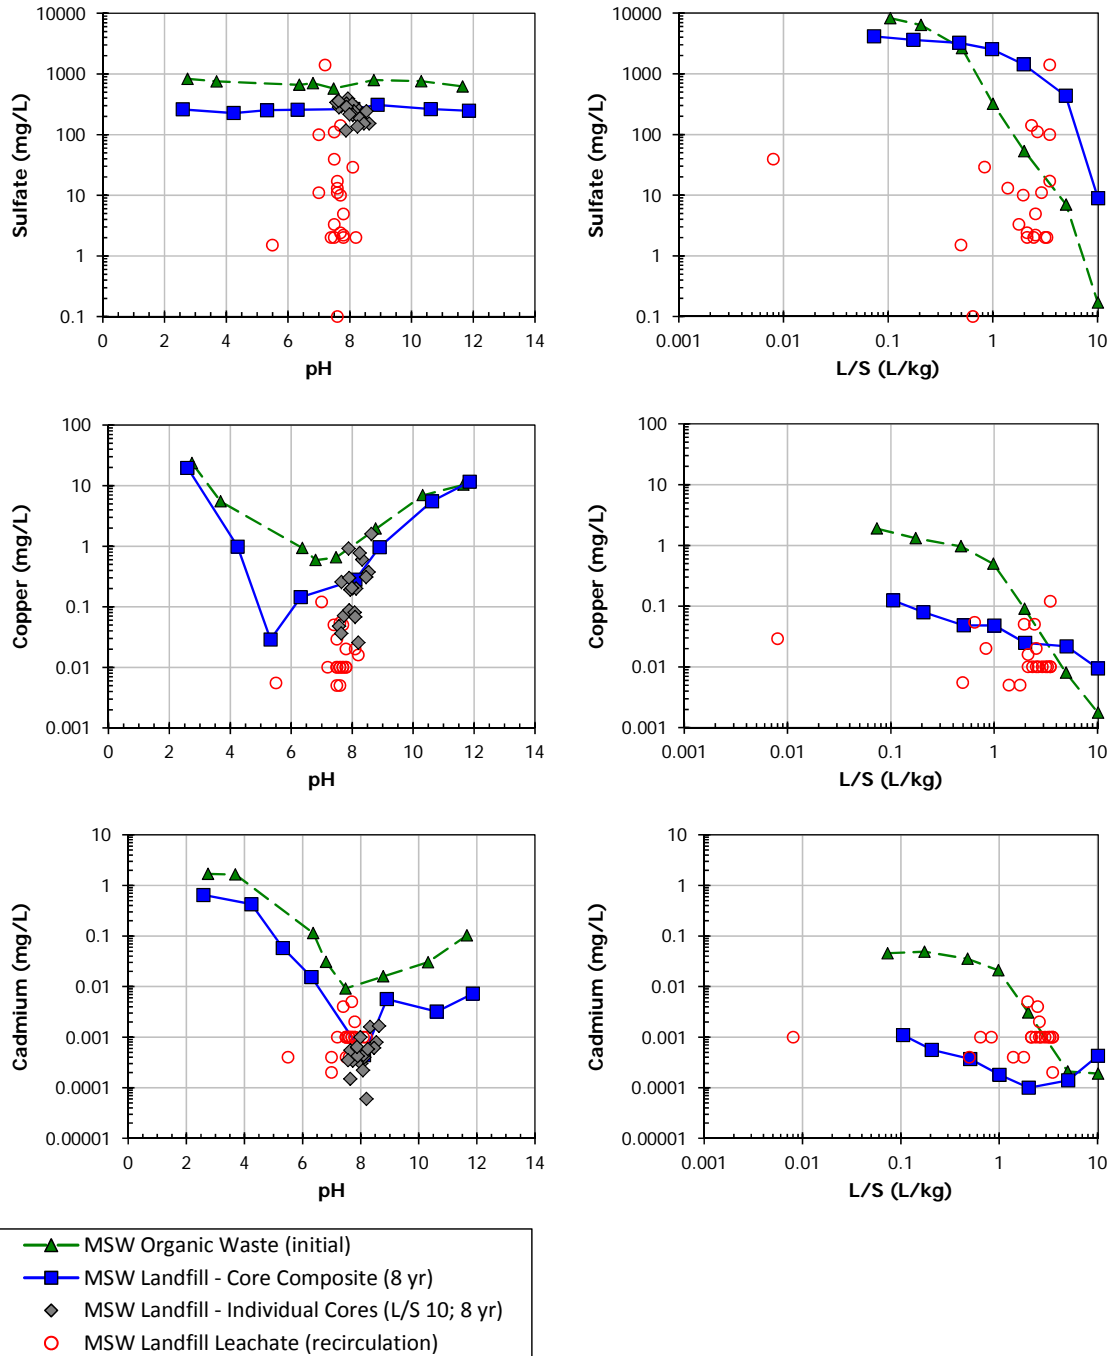 10000
1000
100
10
1
0.1
Sulfate (mg/L)
0 2 4 6 8 10 12 14
pH
10000
1000
100
10
1
0.1
Sulfate (mg/L)
0.001 0.01 0.1 1 10
L/S (L/kg)
100
10
1
0.1
0.01
0.001
Copper (mg/L)
0 2 4 6 8 10 12 14
pH
100
10
1
0.1
0.01
0.001
Copper (mg/L)
0.001 0.01 0.1 1 10
L/S (L/kg)
10
1
0.1
0.01
0.001
0.0001
0.00001
Cadmium (mg/L)
0 2 4 6 8 10 12 14
pH
10
1
0.1
0.01
0.001
0.0001
0.00001
Cadmium (mg/L)
0.001 0.01 0.1 1 10
L/S (L/kg)
MSW Organic Waste (initial)
MSW Landfill - Core Composite (8 yr)
MSW Landfill - Individual Cores (L/S 10; 8 yr)
MSW Landfill Leachate (recirculation)